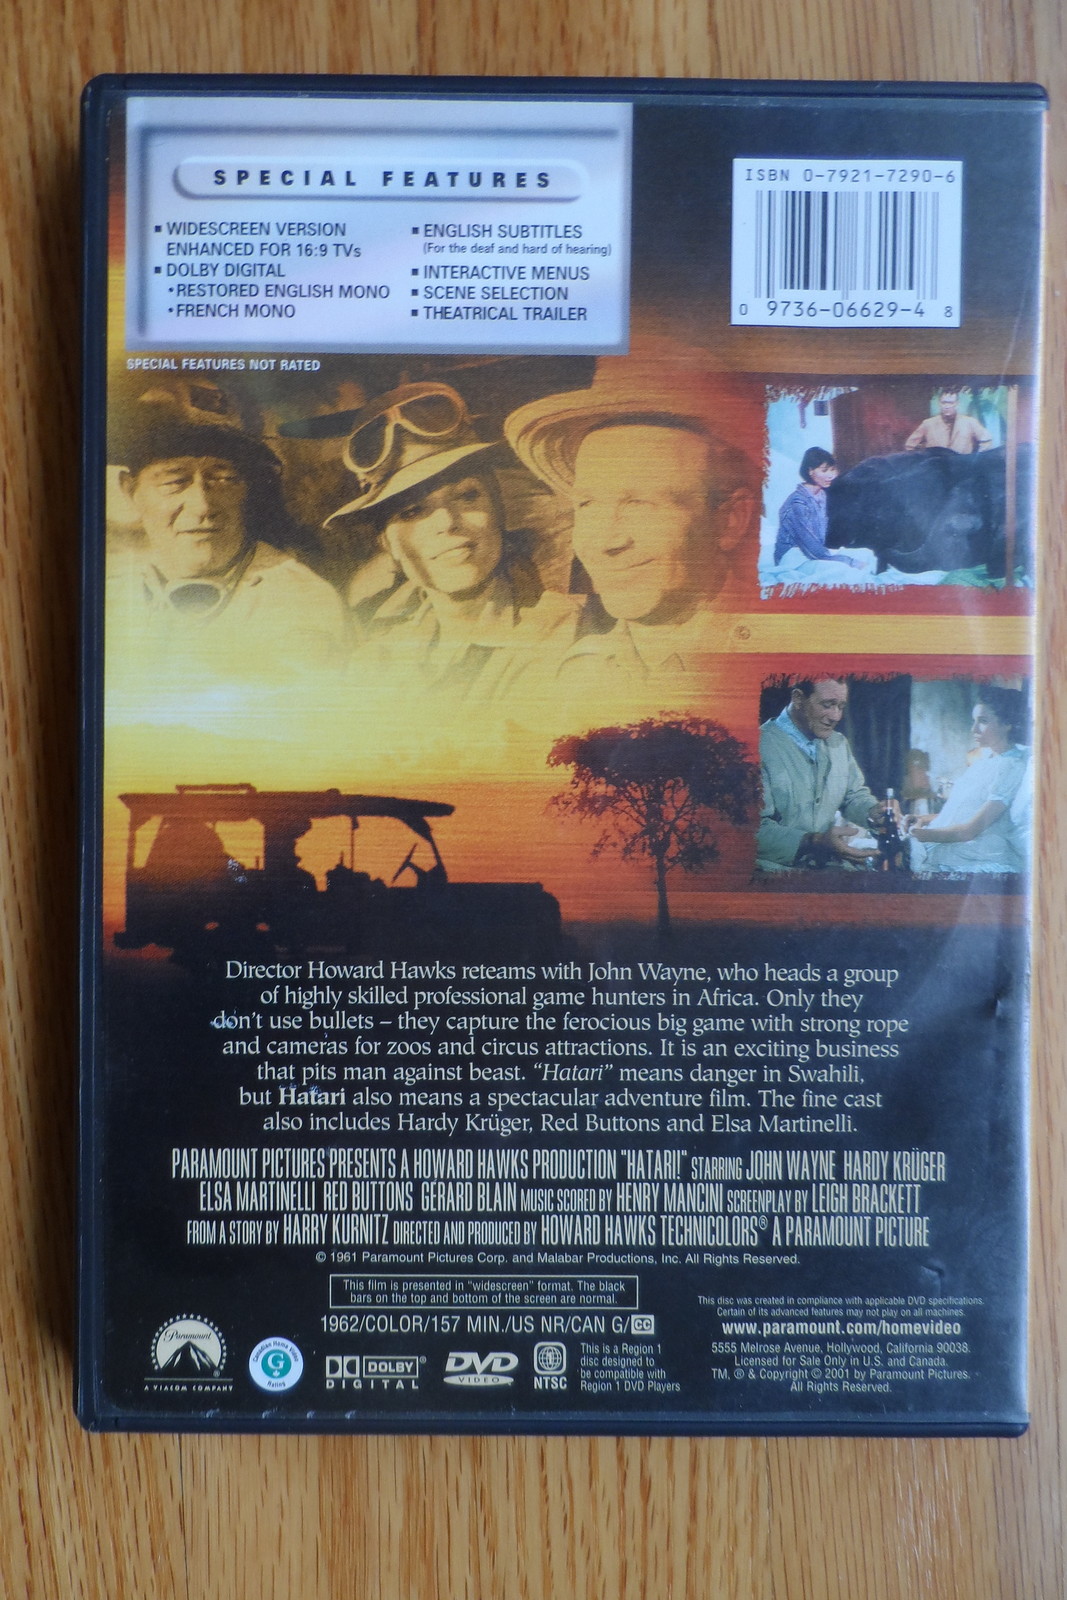 SPECIAL FEATURES
▪ WIDESCREEN VERSION
ENHANCED FOR 16:9 TVs
▪ DOLBY DIGITAL
• RESTORED ENGLISH MONO
• FRENCH MONO
▪ ENGLISH SUBTITLES
(For the deaf and hard of hearing)
▪ INTERACTIVE MENUS
▪ SCENE SELECTION
▪ THEATRICAL TRAILER
SPECIAL FEATURES NOT RATED
ISBN 0-7921-7290-6
0 9736-06629-4 8
Director Howard Hawks reteams with John Wayne, who heads a group
of highly skilled professional game hunters in Africa. Only they
don't use bullets – they capture the ferocious big game with strong rope
and cameras for zoos and circus attractions. It is an exciting business
that pits man against beast. "Hatari" means danger in Swahili,
but Hatari also means a spectacular adventure film. The fine cast
also includes Hardy Krüger, Red Buttons and Elsa Martinelli.
PARAMOUNT PICTURES PRESENTS A HOWARD HAWKS PRODUCTION "HATARI!" STARRING JOHN WAYNE HARDY KRÜGER
ELSA MARTINELLI RED BUTTONS GERARD BLAIN MUSIC SCORED BY HENRY MANCINI SCREENPLAY BY LEIGH BRACKETT
FROM A STORY BY HARRY KURNITZ DIRECTED AND PRODUCED BY HOWARD HAWKS TECHNICOLORS® A PARAMOUNT PICTURE
© 1961 Paramount Pictures Corp. and Malabar Productions, Inc. All Rights Reserved.
This film is presented in "widescreen" format. The black
bars on the top and bottom of the screen are normal.
1962/COLOR/157 MIN./US NR/CAN G/CC
This disc was created in compliance with applicable DVD specifications.
Certain of its advanced features may not play on all machines.
www.paramount.com/homevideo
5555 Melrose Avenue, Hollywood, California 90038.
Licensed for Sale Only in U.S. and Canada.
TM, ® & Copyright © 2001 by Paramount Pictures.
All Rights Reserved.
Paramount
®
A VIACOM COMPANY
Canadian Home Video
G
Rating
DOLBY®
DIGITAL
DVD
VIDEO
NTSC
This is a Region 1
disc designed to
be compatible with
Region 1 DVD Players